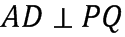 AD ⊥ PQ